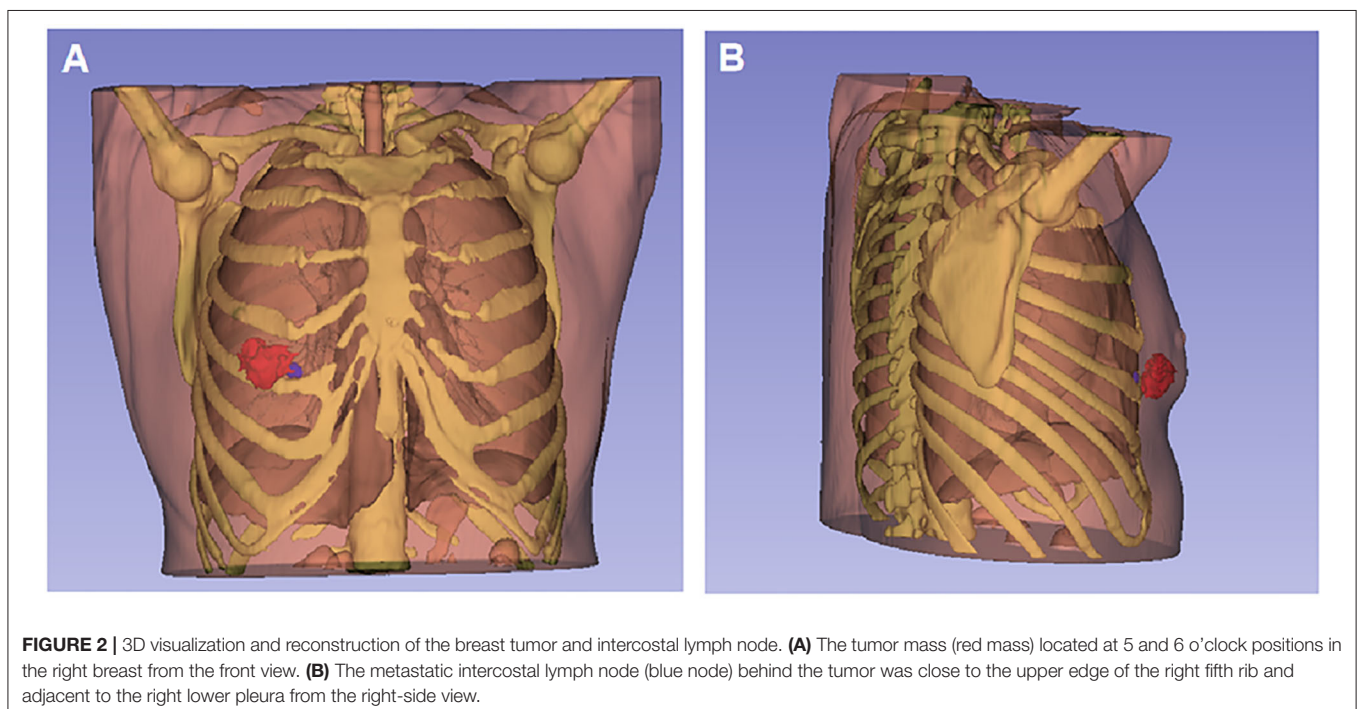 A
B
FIGURE 2 | 3D visualization and reconstruction of the breast tumor and intercostal lymph node. (A) The tumor mass (red mass) located at 5 and 6 o’clock positions in
the right breast from the front view. (B) The metastatic intercostal lymph node (blue node) behind the tumor was close to the upper edge of the right fifth rib and
adjacent to the right lower pleura from the right-side view.